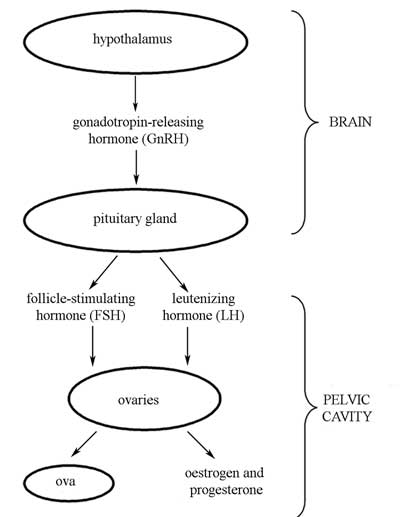 hypothalamus
gonadotropin-releasing
hormone (GnRH)
BRAIN
pituitary gland
follicle-stimulating
hormone (FSH)
leutenizing
hormone (LH)
ovaries
PELVIC
CAVITY
ova
oestrogen and
progesterone